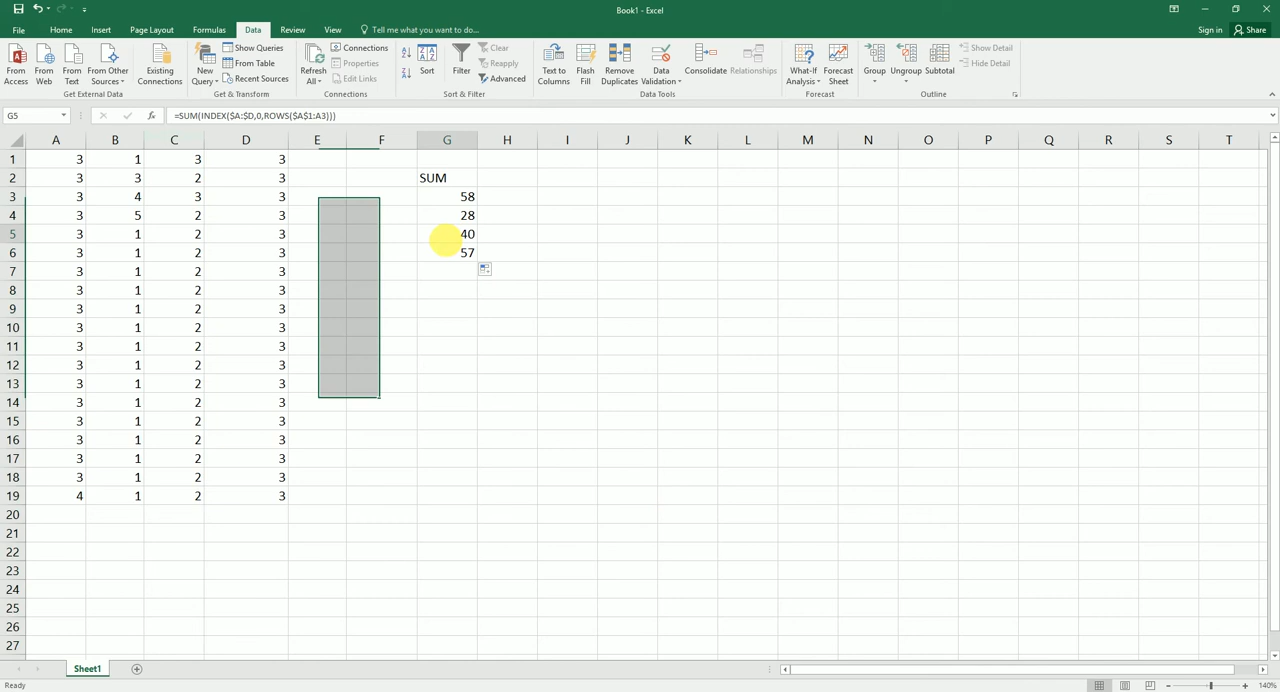 Book1 - Excel
File Home Insert Page Layout Formulas Data Review View Tell me what you want to do... Sign in Share
From Access
From Web
From Text
From Other Sources
Existing Connections
Get External Data
New Query
Show Queries
From Table
Recent Sources
Get & Transform
Refresh All
Connections
Properties
Edit Links
Connections
Sort
Filter
Clear
Reapply
Advanced
Sort & Filter
Text to Columns
Flash Fill
Remove Duplicates
Data Validation
Consolidate
Relationships
Data Tools
What-If Analysis
Forecast Sheet
Forecast
Group
Ungroup
Subtotal
Show Detail
Hide Detail
Outline
G5 fx =SUM(INDEX($A:$D,0,ROWS($A$1:A3)))
A B C D E F G H I J K L M N O P Q R S T
1 3 1 3 3
2 3 3 2 3 SUM
3 3 4 3 3 58
4 3 5 2 3 28
5 3 1 2 3 40
6 3 1 2 3 57
7 3 1 2 3
8 3 1 2 3
9 3 1 2 3
10 3 1 2 3
11 3 1 2 3
12 3 1 2 3
13 3 1 2 3
14 3 1 2 3
15 3 1 2 3
16 3 1 2 3
17 3 1 2 3
18 3 1 2 3
19 4 1 2 3
20
21
22
23
24
25
26
27
Sheet1
Ready 140%